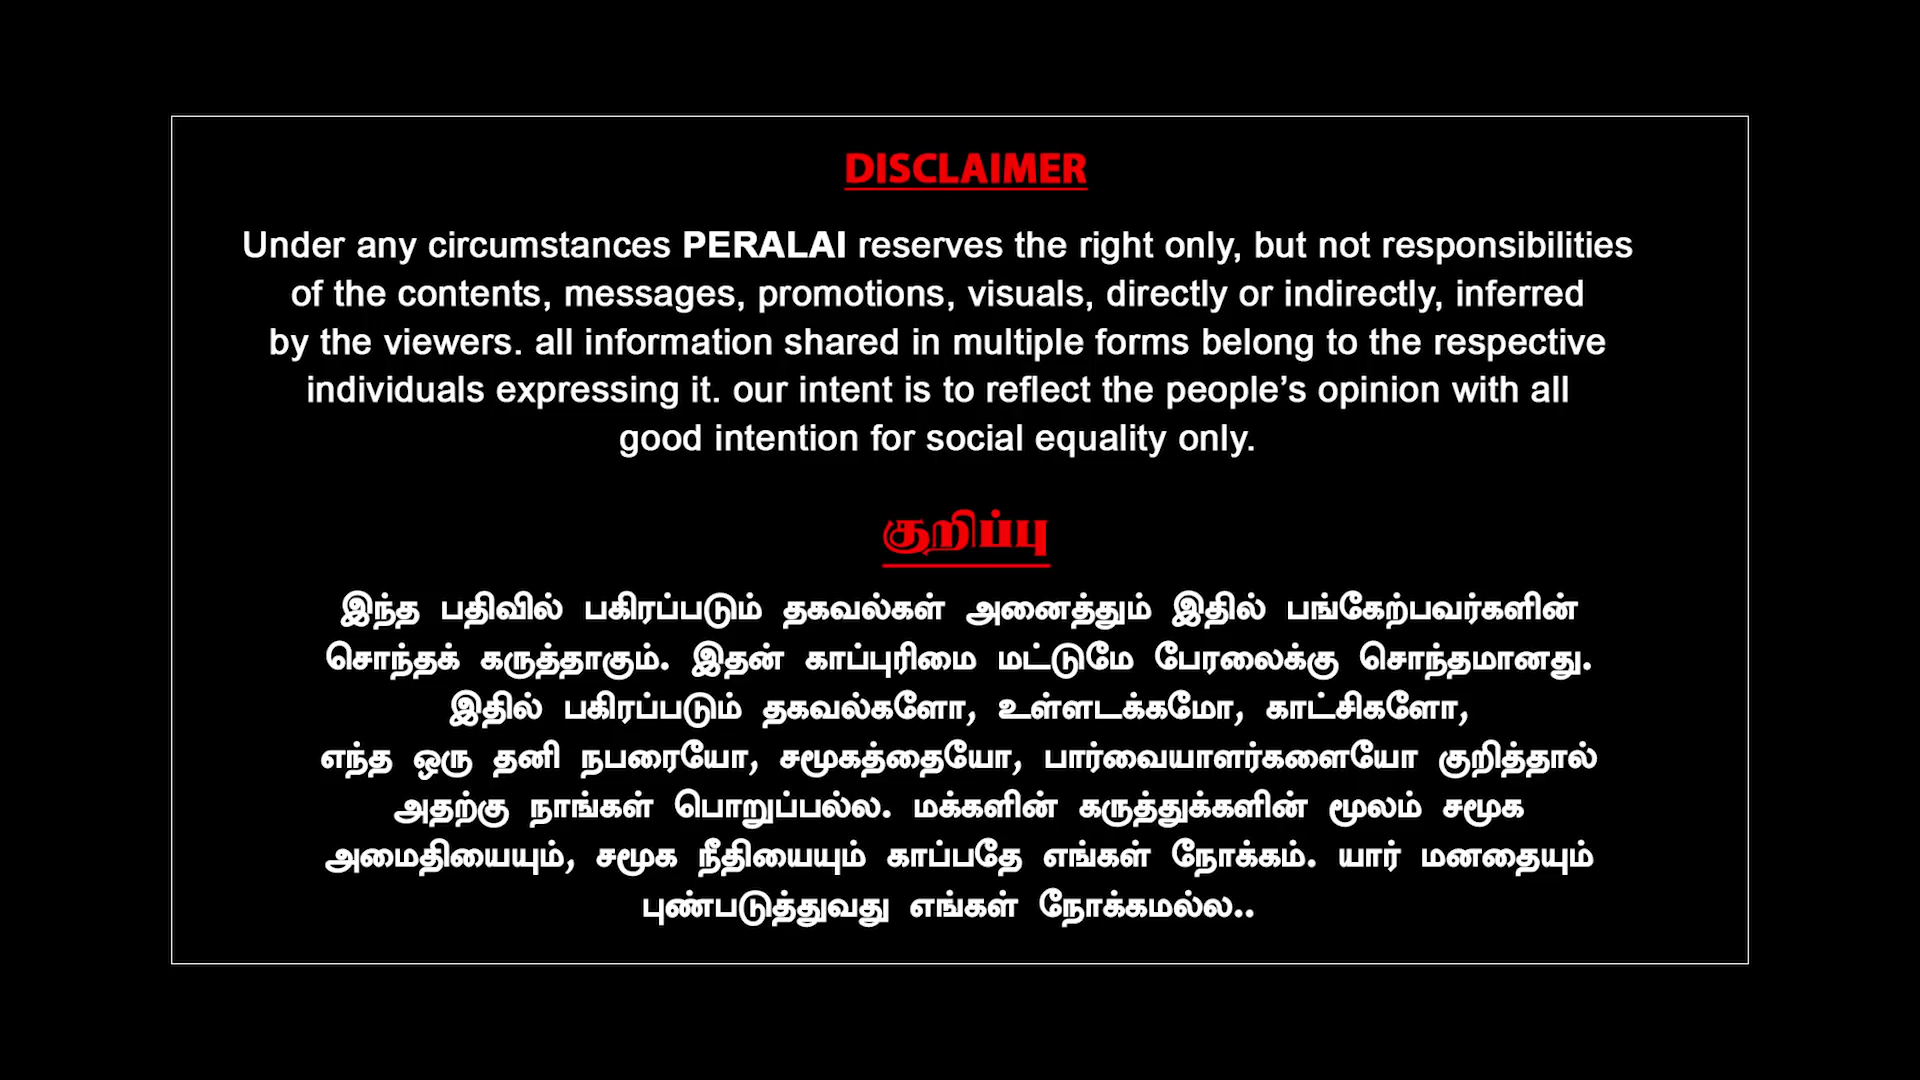 DISCLAIMER
Under any circumstances PERALAI reserves the right only, but not responsibilities
of the contents, messages, promotions, visuals, directly or indirectly, inferred
by the viewers. all information shared in multiple forms belong to the respective
individuals expressing it. our intent is to reflect the people’s opinion with all
good intention for social equality only.
குறிப்பு
இந்த பதிவில் பகிரப்படும் தகவல்கள் அனைத்தும் இதில் பங்கேற்பவர்களின்
சொந்தக் கருத்தாகும். இதன் காப்புரிமை மட்டுமே பேரலைக்கு சொந்தமானது.
இதில் பகிரப்படும் தகவல்களோ, உள்ளடக்கமோ, காட்சிகளோ,
எந்த ஒரு தனி நபரையோ, சமூகத்தையோ, பார்வையாளர்களையோ குறித்தால்
அதற்கு நாங்கள் பொறுப்பல்ல. மக்களின் கருத்துக்களின் மூலம் சமூக
அமைதியையும், சமூக நீதியையும் காப்பதே எங்கள் நோக்கம். யார் மனதையும்
புண்படுத்துவது எங்கள் நோக்கமல்ல..